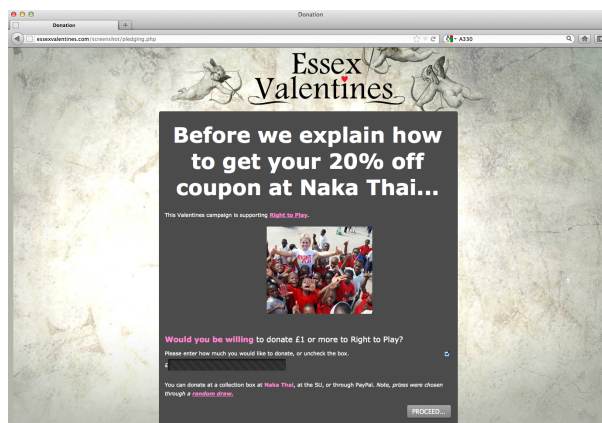 Donation
Donation
essexvalentines.com/screenshot/pledging.php
A330
Essex
Valentines
Before we explain how
to get your 20% off
coupon at Naka Thai...
This Valentines campaign is supporting Right to Play.
Would you be willing to donate £1 or more to Right to Play?
Please enter how much you would like to donate, or uncheck the box.
£
You can donate at a collection box at Naka Thai, at the SU, or through PayPal. Note, prizes were chosen
through a random draw.
PROCEED...